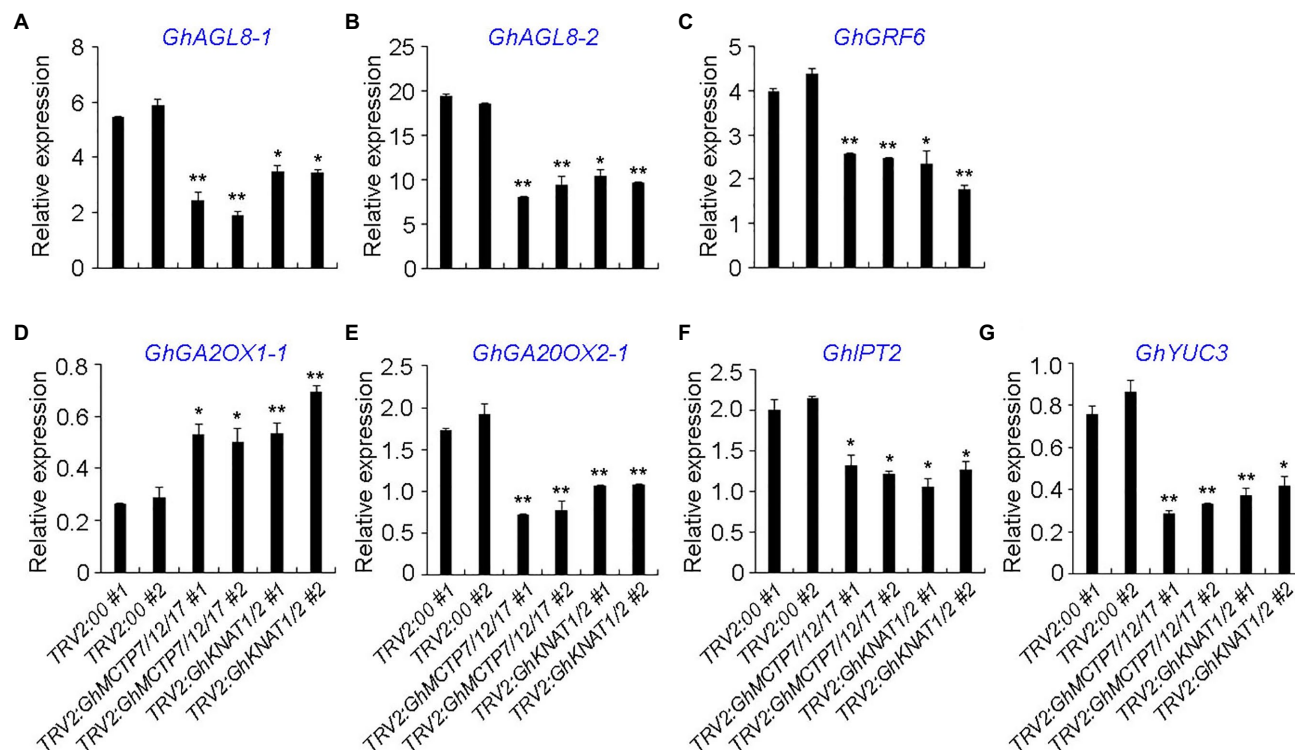 A
GhAGL8-1
Relative expression
8
6
4
2
0
**
**
*
*
B
GhAGL8-2
Relative expression
25
20
15
10
5
0
**
**
*
**
C
GhGRF6
Relative expression
5
4
3
2
1
0
**
**
*
**
D
GhGA2OX1-1
Relative expression
0.8
0.6
0.4
0.2
0
*
*
**
**
TRV2:00 #1
TRV2:00 #2
TRV2:GhMCTP7/12/17 #1
TRV2:GhMCTP7/12/17 #2
TRV2:GhKNAT1/2 #1
TRV2:GhKNAT1/2 #2
E
GhGA20OX2-1
Relative expression
2.5
2.0
1.5
1.0
0.5
0
**
**
**
**
TRV2:00 #1
TRV2:00 #2
TRV2:GhMCTP7/12/17 #1
TRV2:GhMCTP7/12/17 #2
TRV2:GhKNAT1/2 #1
TRV2:GhKNAT1/2 #2
F
GhIPT2
Relative expression
2.5
2.0
1.5
1.0
0.5
0
*
*
*
*
TRV2:00 #1
TRV2:00 #2
TRV2:GhMCTP7/12/17 #1
TRV2:GhMCTP7/12/17 #2
TRV2:GhKNAT1/2 #1
TRV2:GhKNAT1/2 #2
G
GhYUC3
Relative expression
1.0
0.8
0.6
0.4
0.2
0
**
**
**
*
TRV2:00 #1
TRV2:00 #2
TRV2:GhMCTP7/12/17 #1
TRV2:GhMCTP7/12/17 #2
TRV2:GhKNAT1/2 #1
TRV2:GhKNAT1/2 #2